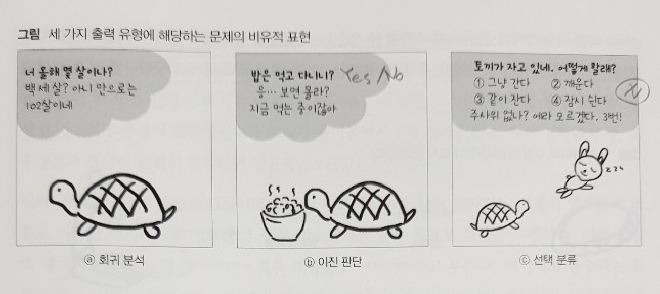 그림 세 가지 출력 유형에 해당하는 문제의 비유적 표현
너 올해 몇 살이냐?
백 세 살? 아니 만으로는
102살이네
밥은 먹고 다니니?
Yes/No
응… 보면 몰라?
지금 먹는 중이잖아
토끼가 자고 있네. 어떻게 할래?
① 그냥 간다 ② 깨운다
③ 같이 잔다 ④ 잠시 쉰다
주사위 없나? 에라 모르겠다. 3번!
z z z
ⓐ 회귀 분석
ⓑ 이진 판단
ⓒ 선택 분류